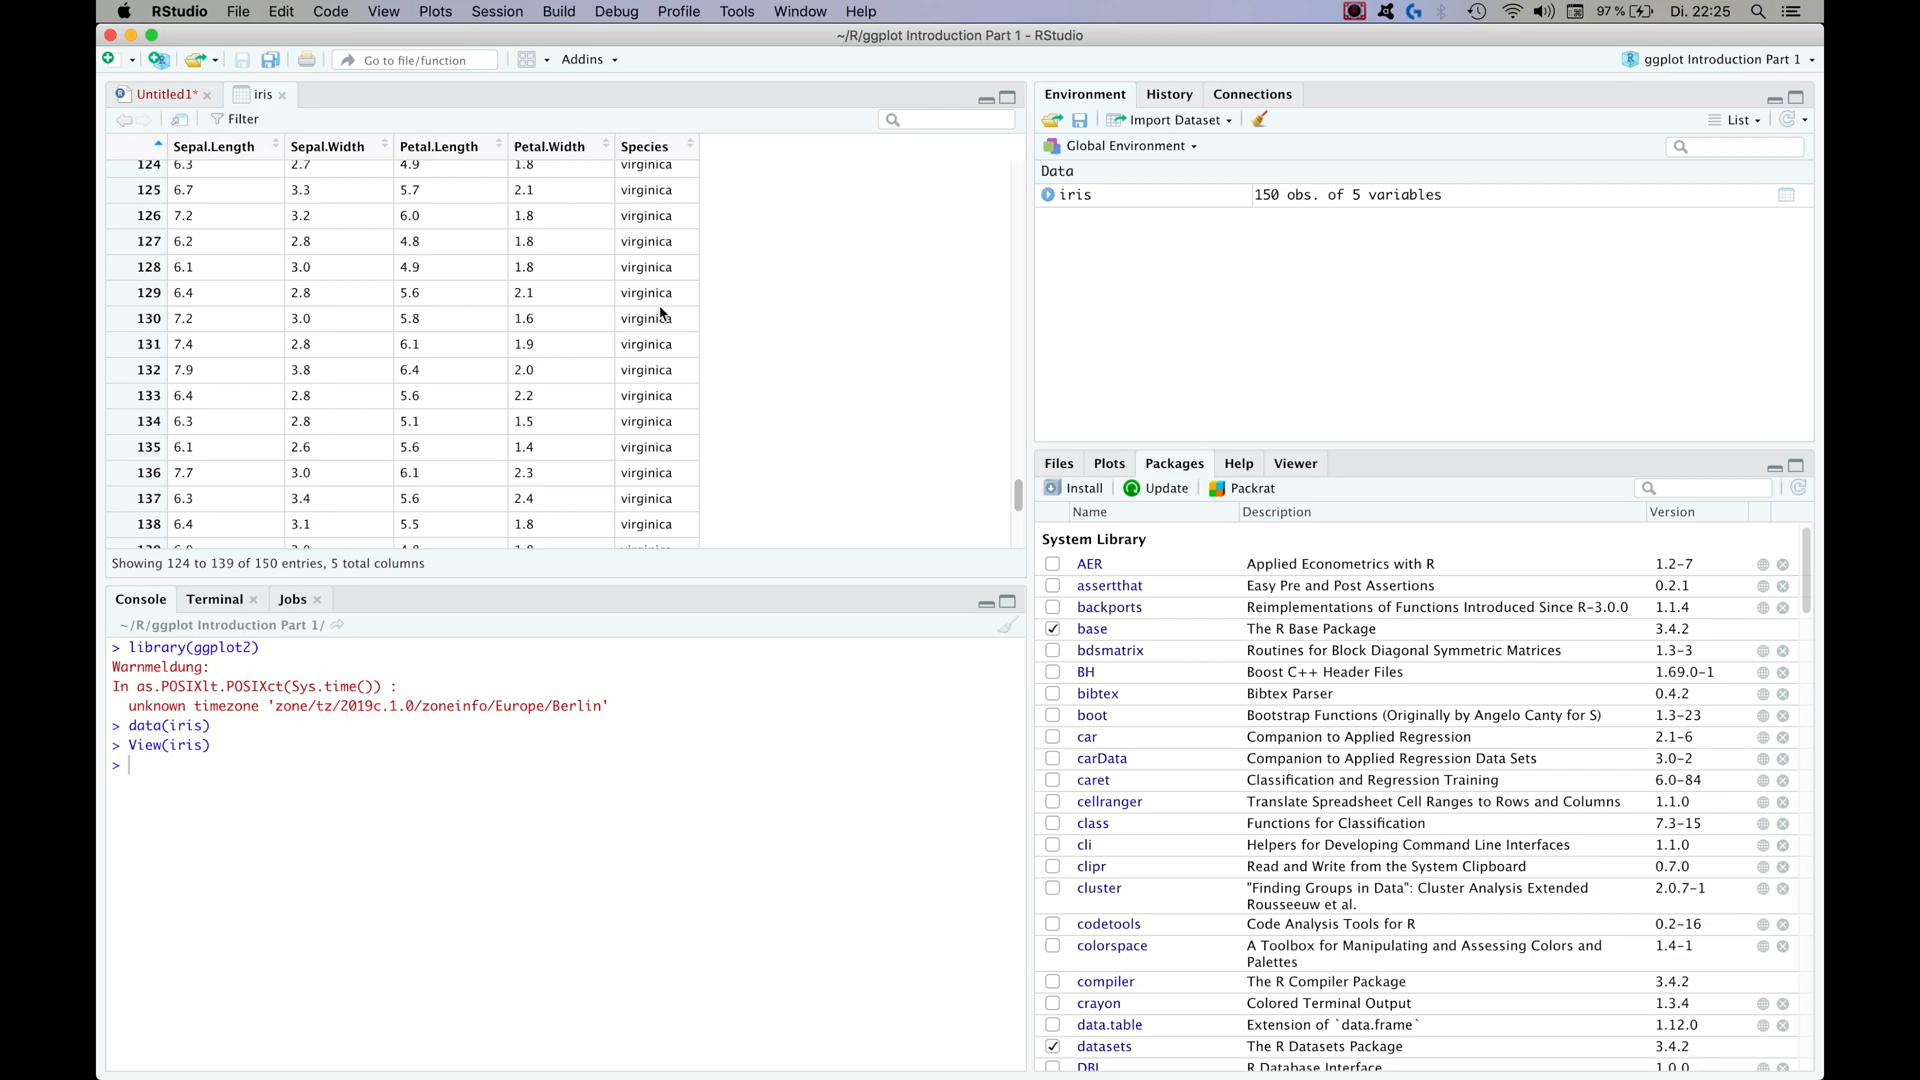 RStudio File Edit Code View Plots Session Build Debug Profile Tools Window Help 97 % Di. 22:25
~/R/ggplot Introduction Part 1 - RStudio
Go to file/function Addins ggplot Introduction Part 1
Untitled1* iris
Filter
Sepal.Length Sepal.Width Petal.Length Petal.Width Species
124 6.3 2.7 4.9 1.8 virginica
125 6.7 3.3 5.7 2.1 virginica
126 7.2 3.2 6.0 1.8 virginica
127 6.2 2.8 4.8 1.8 virginica
128 6.1 3.0 4.9 1.8 virginica
129 6.4 2.8 5.6 2.1 virginica
130 7.2 3.0 5.8 1.6 virginica
131 7.4 2.8 6.1 1.9 virginica
132 7.9 3.8 6.4 2.0 virginica
133 6.4 2.8 5.6 2.2 virginica
134 6.3 2.8 5.1 1.5 virginica
135 6.1 2.6 5.6 1.4 virginica
136 7.7 3.0 6.1 2.3 virginica
137 6.3 3.4 5.6 2.4 virginica
138 6.4 3.1 5.5 1.8 virginica
Showing 124 to 139 of 150 entries, 5 total columns
Console Terminal Jobs
~/R/ggplot Introduction Part 1/
> library(ggplot2)
Warnmeldung:
In as.POSIXlt.POSIXct(Sys.time()) :
unknown timezone 'zone/tz/2019c.1.0/zoneinfo/Europe/Berlin'
> data(iris)
> View(iris)
>
Environment History Connections
Import Dataset List
Global Environment
Data
iris 150 obs. of 5 variables
Files Plots Packages Help Viewer
Install Update Packrat
Name Description Version
System Library
AER Applied Econometrics with R 1.2-7
assertthat Easy Pre and Post Assertions 0.2.1
backports Reimplementations of Functions Introduced Since R-3.0.0 1.1.4
base The R Base Package 3.4.2
bdsmatrix Routines for Block Diagonal Symmetric Matrices 1.3-3
BH Boost C++ Header Files 1.69.0-1
bibtex Bibtex Parser 0.4.2
boot Bootstrap Functions (Originally by Angelo Canty for S) 1.3-23
car Companion to Applied Regression 2.1-6
carData Companion to Applied Regression Data Sets 3.0-2
caret Classification and Regression Training 6.0-84
cellranger Translate Spreadsheet Cell Ranges to Rows and Columns 1.1.0
class Functions for Classification 7.3-15
cli Helpers for Developing Command Line Interfaces 1.1.0
clipr Read and Write from the System Clipboard 0.7.0
cluster "Finding Groups in Data": Cluster Analysis Extended 2.0.7-1
Rousseeuw et al.
codetools Code Analysis Tools for R 0.2-16
colorspace A Toolbox for Manipulating and Assessing Colors and 1.4-1
Palettes
compiler The R Compiler Package 3.4.2
crayon Colored Terminal Output 1.3.4
data.table Extension of `data.frame` 1.12.0
datasets The R Datasets Package 3.4.2
DBI R Database Interface 1.0.0